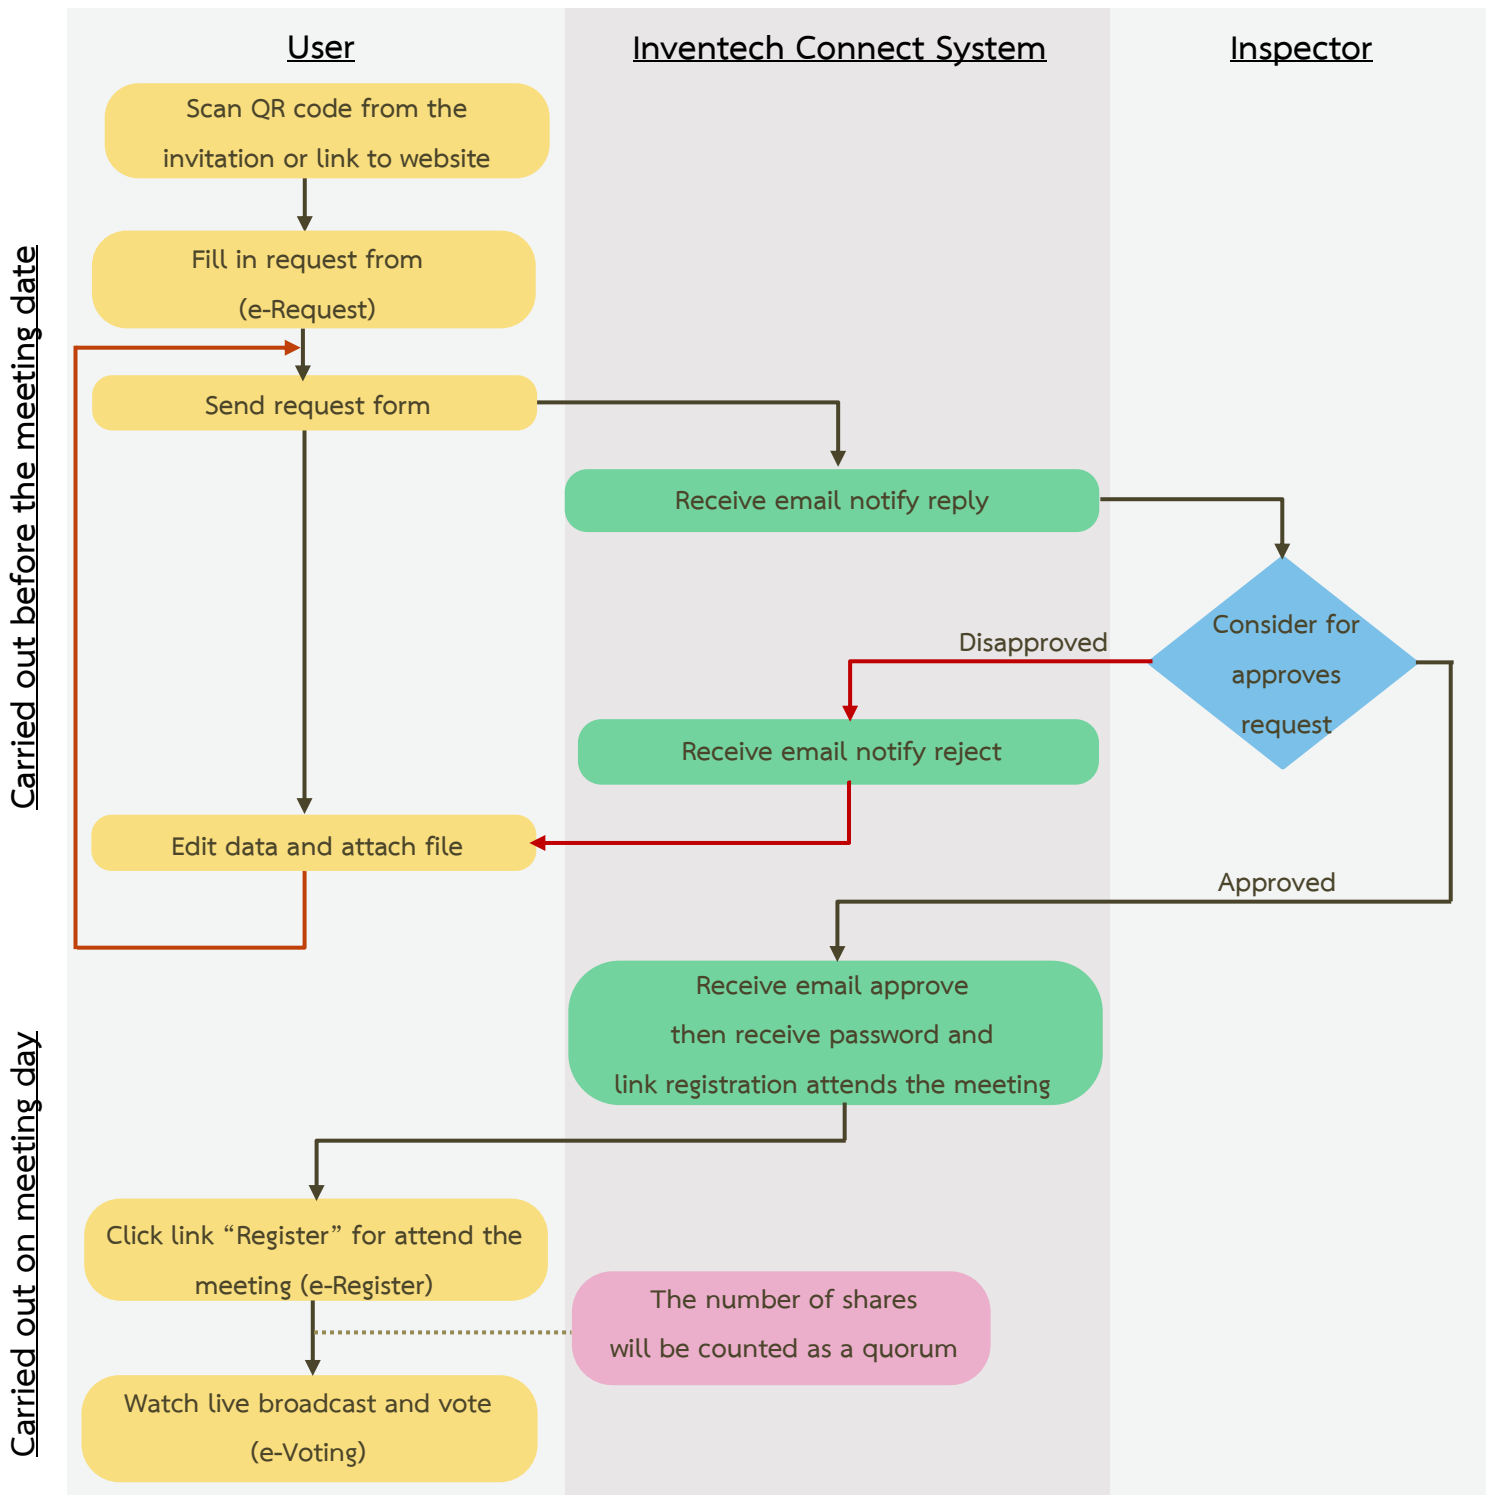 User
Inventech Connect System
Inspector
Scan QR code from the
invitation or link to website
Fill in request from
(e-Request)
Send request form
Receive email notify reply
Consider for
approves
request
Disapproved
Receive email notify reject
Edit data and attach file
Approved
Receive email approve
then receive password and
link registration attends the meeting
Click link “Register” for attend the
meeting (e-Register)
The number of shares
will be counted as a quorum
Watch live broadcast and vote
(e-Voting)
Carried out before the meeting date
Carried out on meeting day